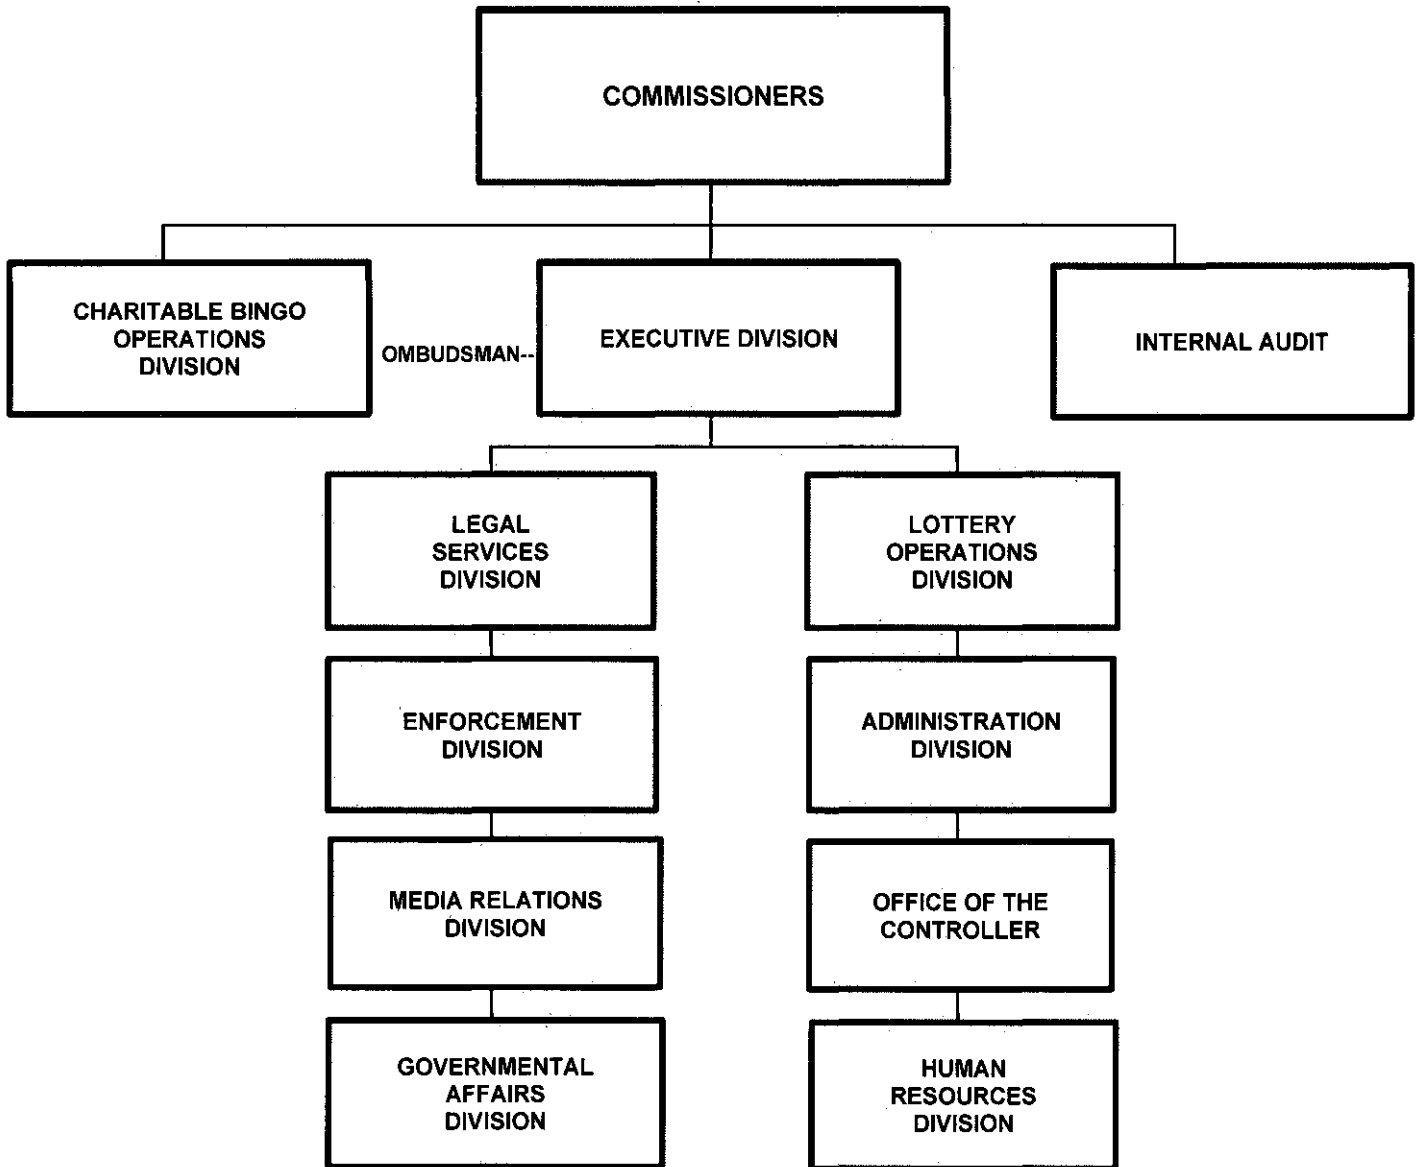 COMMISSIONERS
CHARITABLE BINGO
OPERATIONS
DIVISION
OMBUDSMAN--
EXECUTIVE DIVISION
INTERNAL AUDIT
LEGAL
SERVICES
DIVISION
LOTTERY
OPERATIONS
DIVISION
ENFORCEMENT
DIVISION
ADMINISTRATION
DIVISION
MEDIA RELATIONS
DIVISION
OFFICE OF THE
CONTROLLER
GOVERNMENTAL
AFFAIRS
DIVISION
HUMAN
RESOURCES
DIVISION